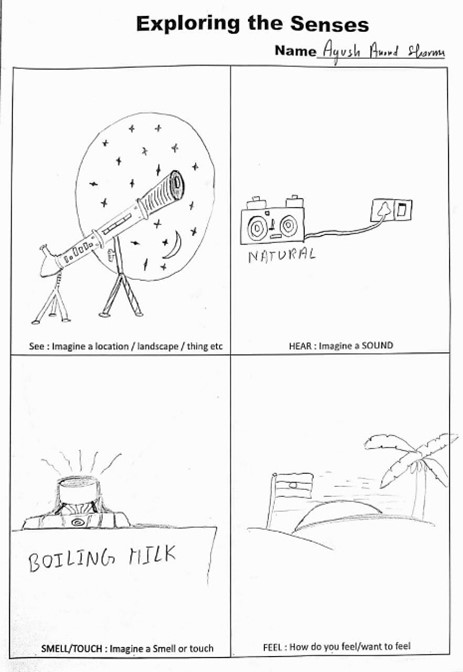 Exploring the Senses
Name Ayush Anand Sharma
See : Imagine a location / landscape / thing etc
NATURAL
HEAR : Imagine a SOUND
BOILING MILK
SMELL/TOUCH : Imagine a Smell or touch
FEEL : How do you feel/want to feel